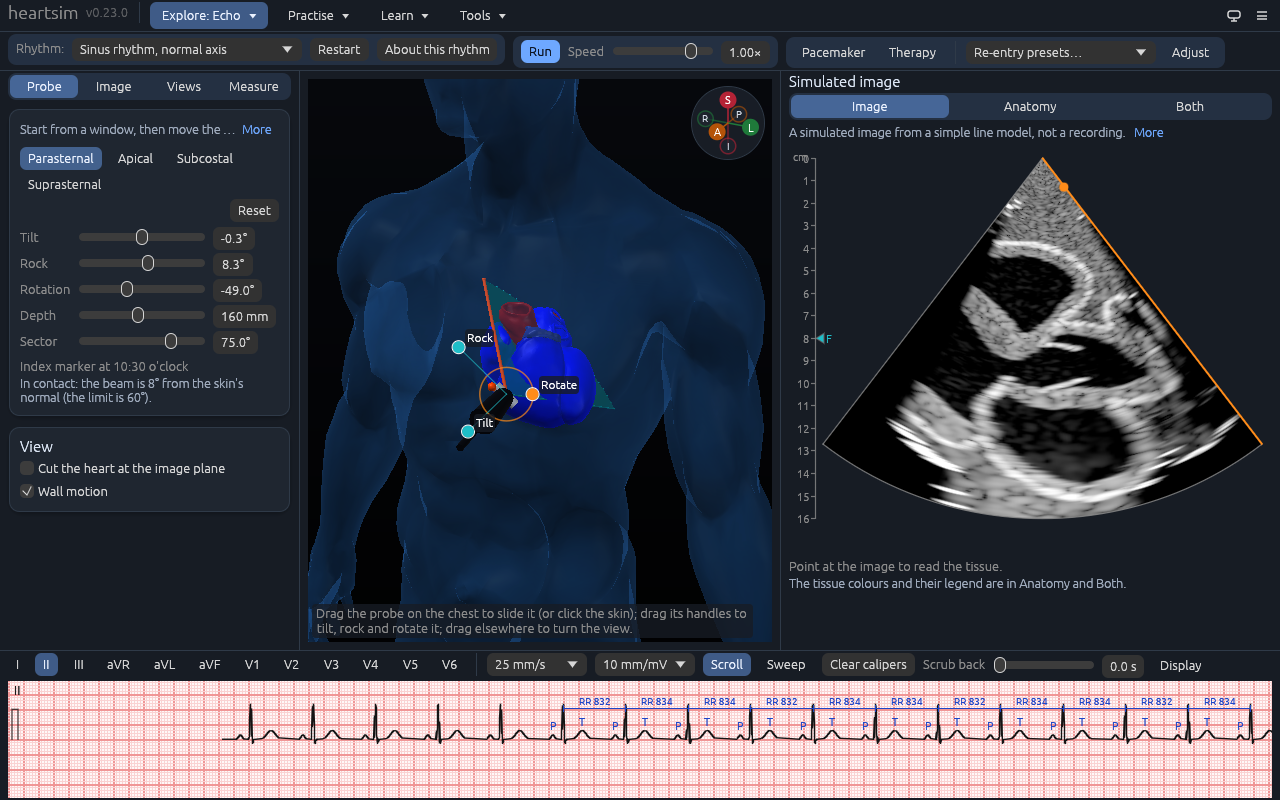 heartsim v0.23.0 Explore: Echo Practise Learn Tools
Rhythm: Sinus rhythm, normal axis Restart About this rhythm Run Speed 1.00× Pacemaker Therapy Re-entry presets… Adjust
Probe Image Views Measure
Start from a window, then move the … More
Parasternal Apical Subcostal
Suprasternal
Reset
Tilt -0.3°
Rock 8.3°
Rotation -49.0°
Depth 160 mm
Sector 75.0°
Index marker at 10:30 o'clock
In contact: the beam is 8° from the skin's
normal (the limit is 60°).
View
Cut the heart at the image plane
Wall motion
S
R P
A L
I
Rock
Rotate
Tilt
Drag the probe on the chest to slide it (or click the skin); drag its handles to
tilt, rock and rotate it; drag elsewhere to turn the view.
Simulated image
Image Anatomy Both
A simulated image from a simple line model, not a recording. More
cm
0
1
2
3
4
5
6
7
8 F
9
10
11
12
13
14
15
16
Point at the image to read the tissue.
The tissue colours and their legend are in Anatomy and Both.
I II III aVR aVL aVF V1 V2 V3 V4 V5 V6 25 mm/s 10 mm/mV Scroll Sweep Clear calipers Scrub back 0.0 s Display
II
RR 832 RR 834 RR 834 RR 832 RR 834 RR 834 RR 832 RR 834 RR 834 RR 832 RR 834
P T P T P T P T P T P T P T P T P T P T P T P